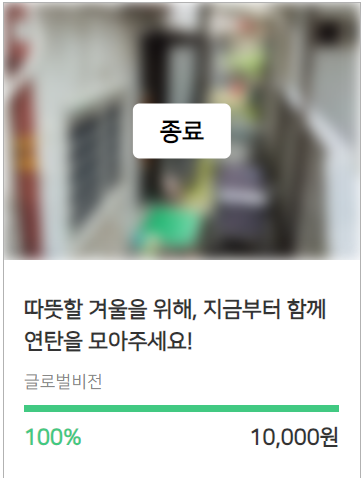 종료
따뜻할 겨울을 위해, 지금부터 함께
연탄을 모아주세요!
글로벌비전
100% 10,000원